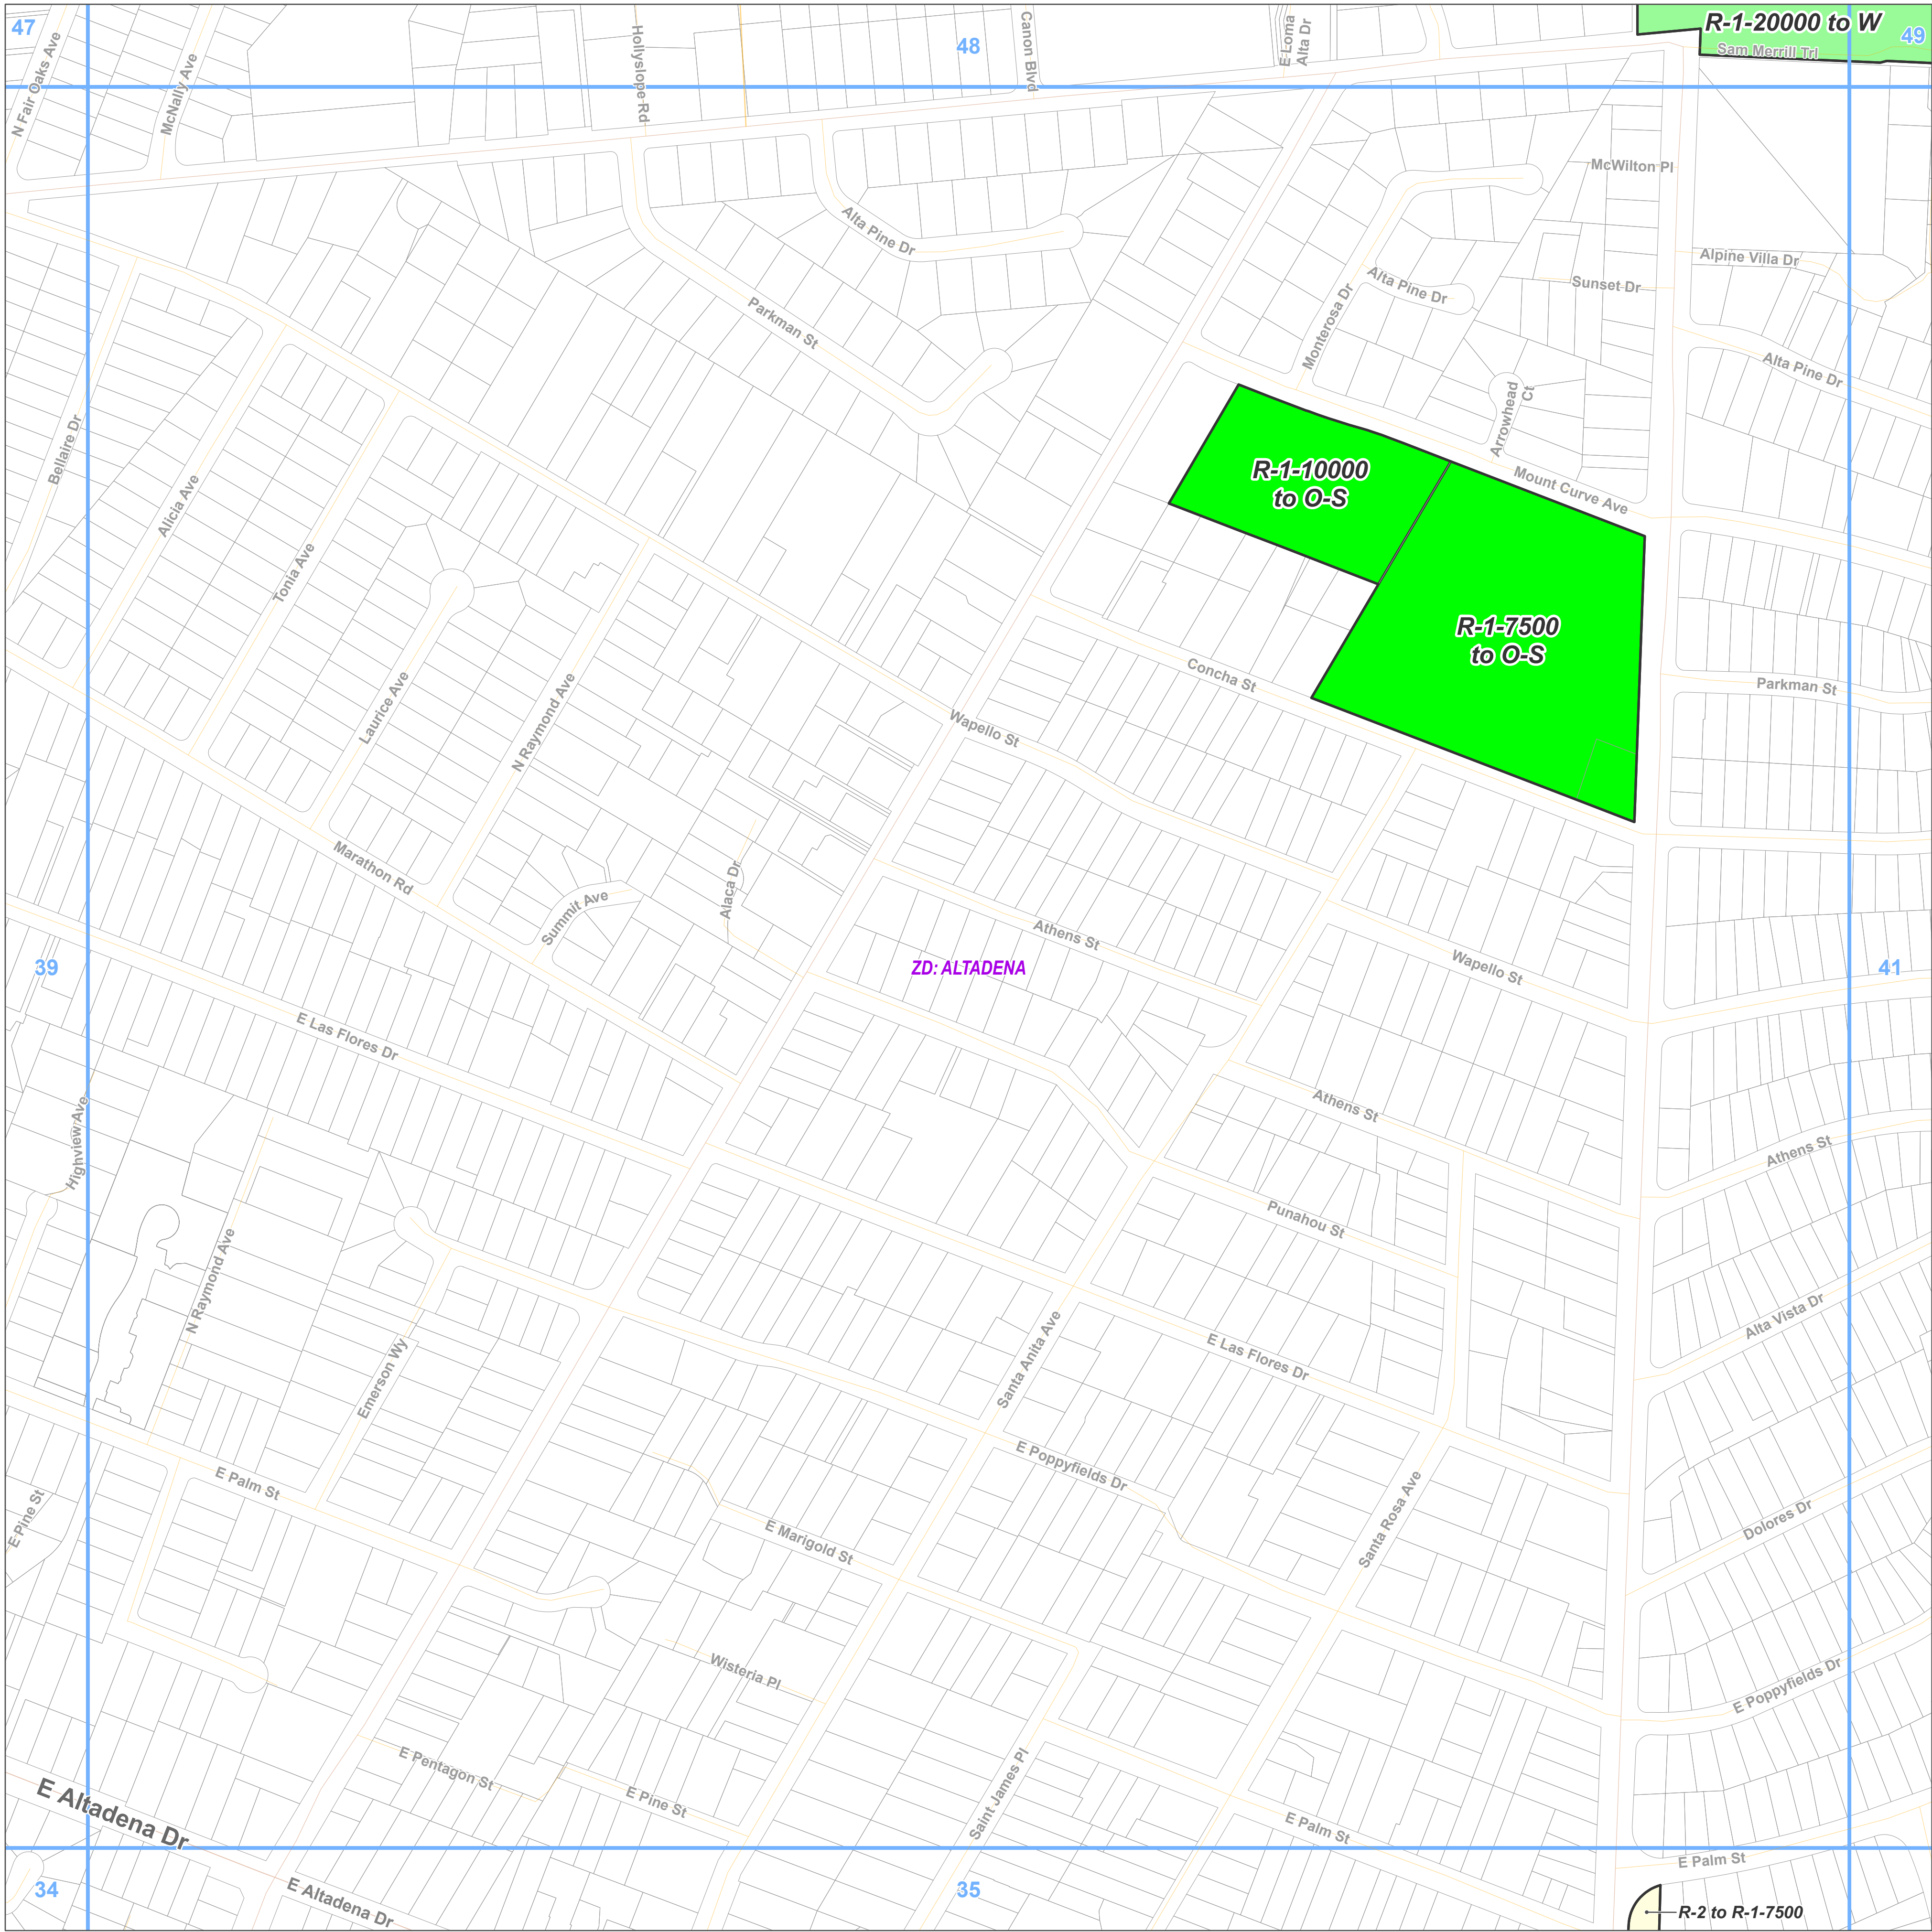 47
48
49
R-1-20000 to W
Sam Merrill Trl
N Fair Oaks Ave
McNally Ave
Hollyslope Rd
Canon Blvd
E Loma
Alta Dr
McWilton Pl
Alta Pine Dr
Alpine Villa Dr
Alta Pine Dr
Sunset Dr
Monterosa Dr
Parkman St
Alta Pine Dr
Arrowhead
Ct
Bellaire Dr
R-1-10000
to O-S
Mount Curve Ave
Alicia Ave
Tonia Ave
R-1-7500
to O-S
Concha St
Parkman St
Laurice Ave
N Raymond Ave
Wapello St
Marathon Rd
Alaca Dr
Summit Ave
Athens St
Wapello St
39
ZD: ALTADENA
41
E Las Flores Dr
Athens St
Highview Ave
Athens St
Punahou St
N Raymond Ave
Alta Vista Dr
Santa Anita Ave
E Las Flores Dr
Emerson Wy
E Palm St
E Poppyfields Dr
Santa Rosa Ave
Dolores Dr
E Pine St
E Marigold St
Wisteria Pl
E Poppyfields Dr
E Pentagon St
E Pine St
Saint James Pl
E Altadena Dr
E Palm St
E Palm St
34
E Altadena Dr
35
R-2 to R-1-7500